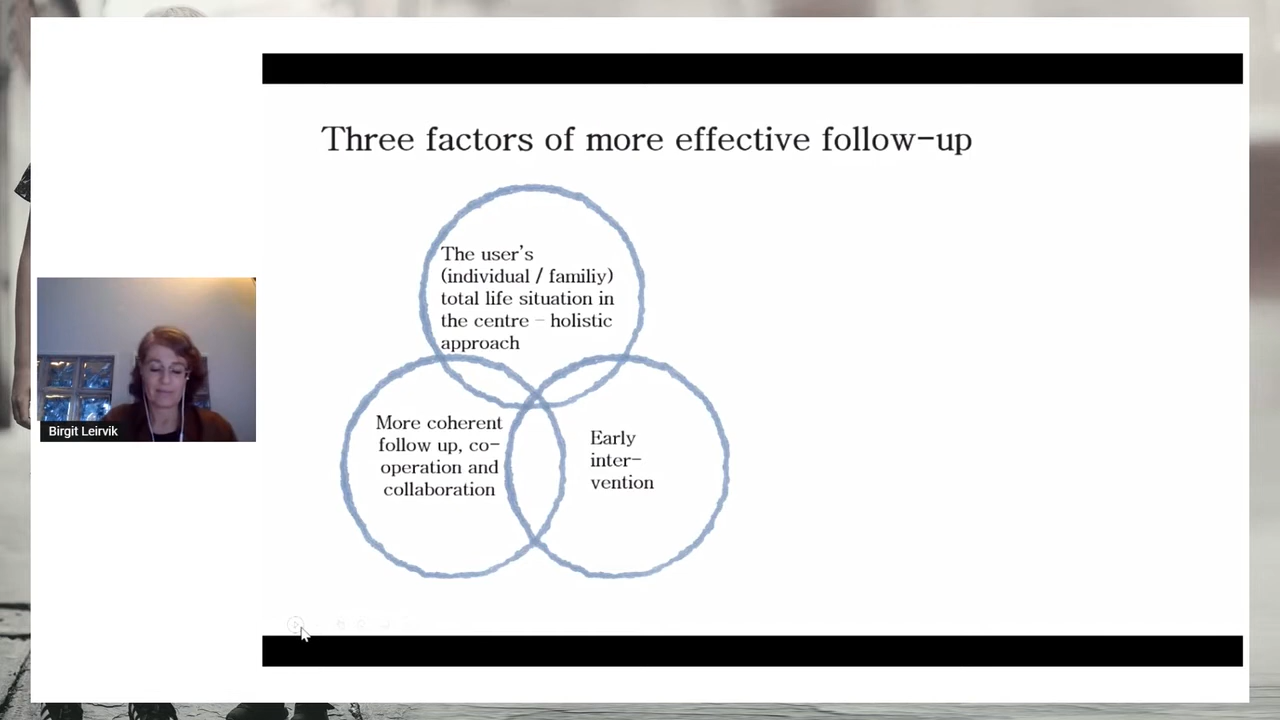 Three factors of more effective follow-up
The user's
(individual / familiy)
total life situation in
the centre – holistic
approach
More coherent
follow up, co-
operation and
collaboration
Early
inter-
vention
Birgit Leirvik